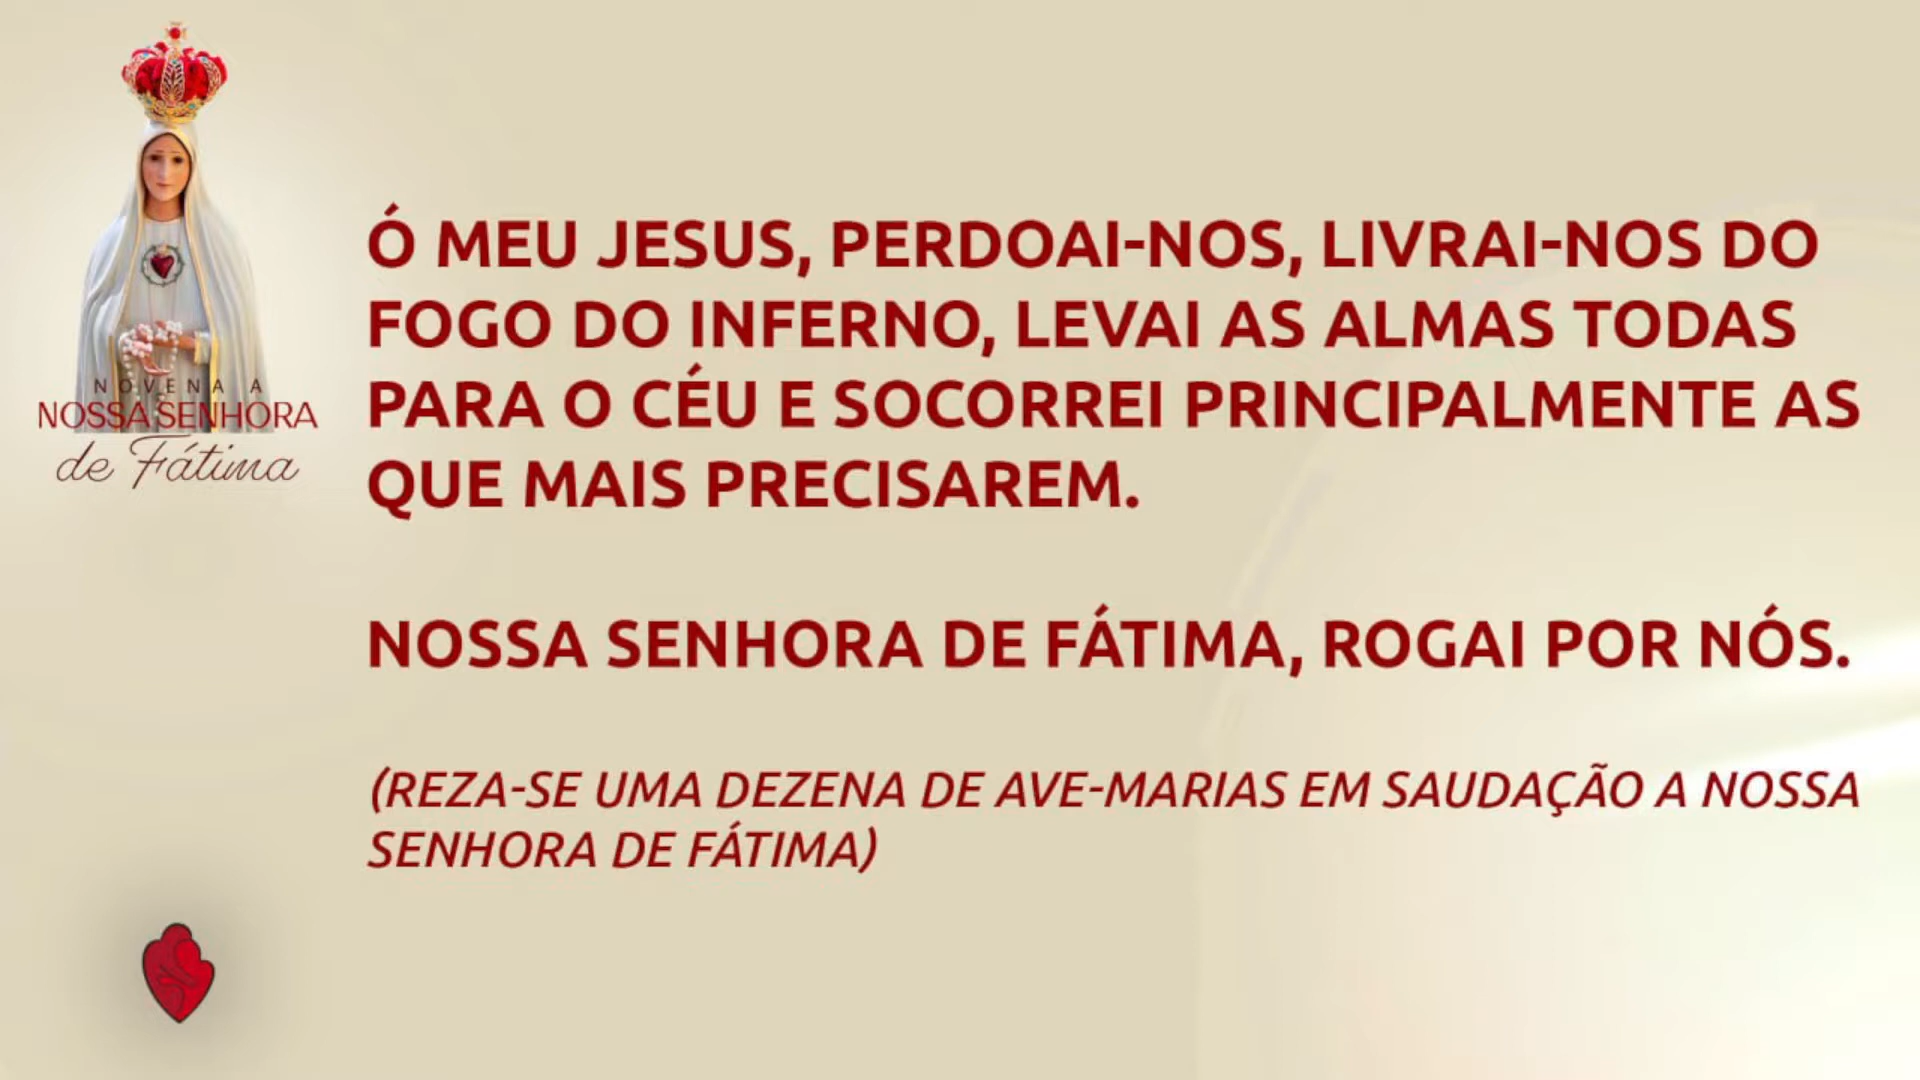 NOVENA A
NOSSA SENHORA
de Fátima
Ó MEU JESUS, PERDOAI-NOS, LIVRAI-NOS DO
FOGO DO INFERNO, LEVAI AS ALMAS TODAS
PARA O CÉU E SOCORREI PRINCIPALMENTE AS
QUE MAIS PRECISAREM.
NOSSA SENHORA DE FÁTIMA, ROGAI POR NÓS.
(REZA-SE UMA DEZENA DE AVE-MARIAS EM SAUDAÇÃO A NOSSA
SENHORA DE FÁTIMA)